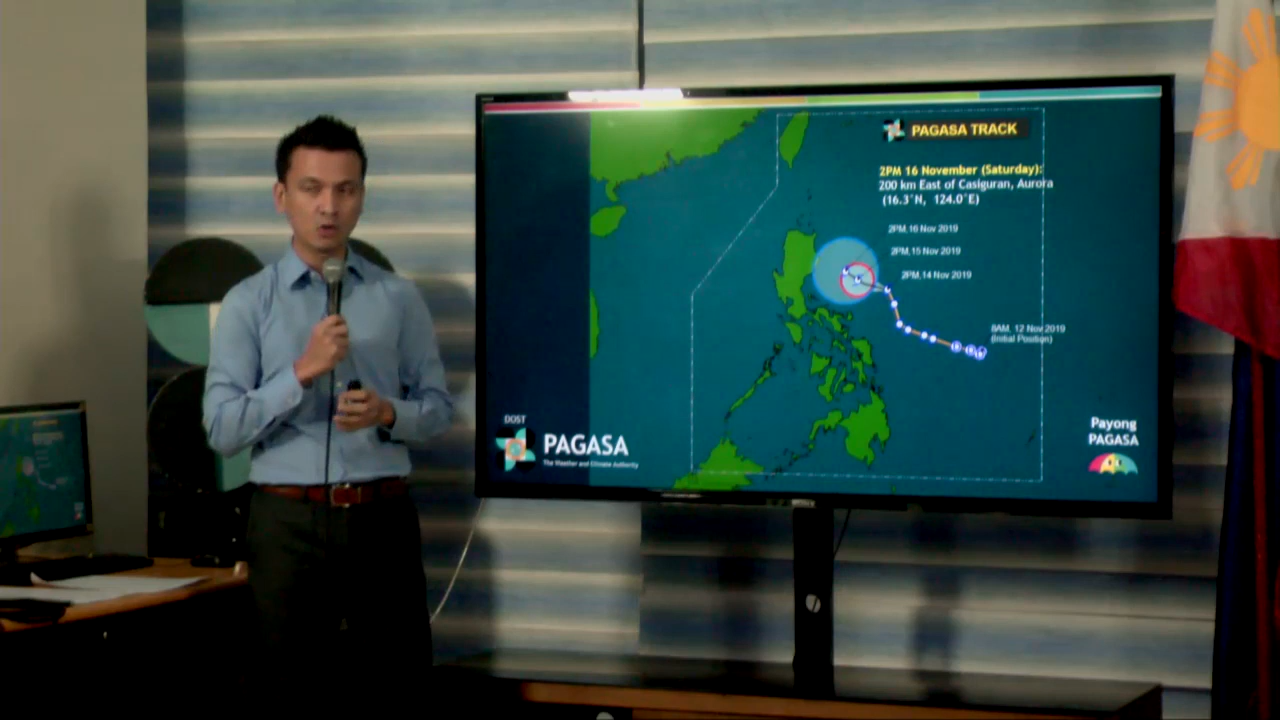 PAGASA TRACK
2PM 16 November (Saturday):
200 km East of Casiguran, Aurora
(16.3°N, 124.0°E)
2PM, 16 Nov 2019
2PM, 15 Nov 2019
2PM, 14 Nov 2019
8AM, 12 Nov 2019
(Initial Position)
DOST
PAGASA
The Weather and Climate Authority
Payong
PAGASA